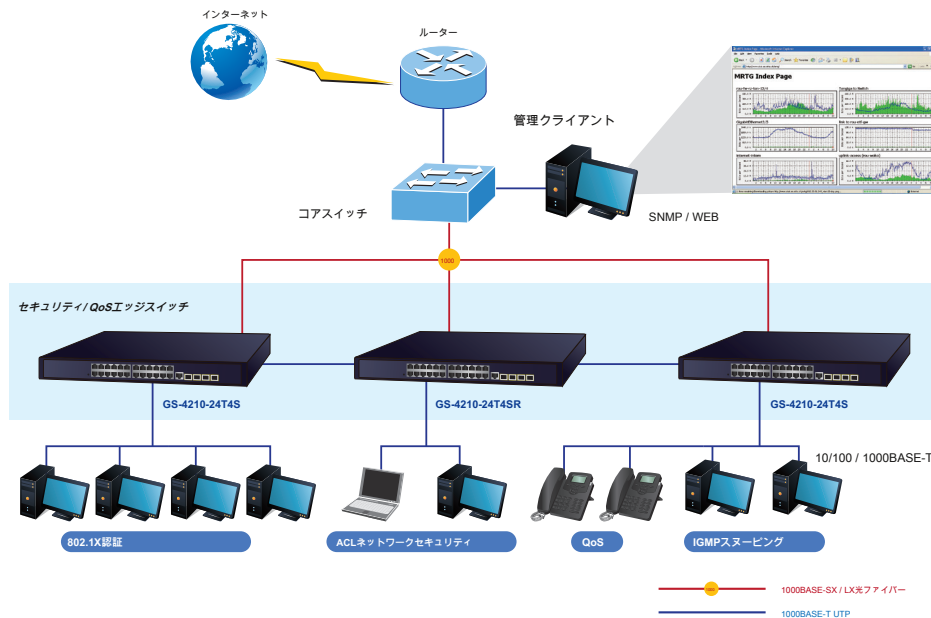 インターネット
ルーター
MRTG Index Page
管理クライアント
コアスイッチ
SNMP / WEB
1000
セキュリティ/ QoSエッジスイッチ
GS-4210-24T4S
GS-4210-24T4SR
GS-4210-24T4S
10/100 / 1000BASE-T
802.1X認証
ACLネットワークセキュリティ
QoS
IGMPスヌーピング
1000
1000BASE-SX / LX光ファイバー
1000BASE-T UTP